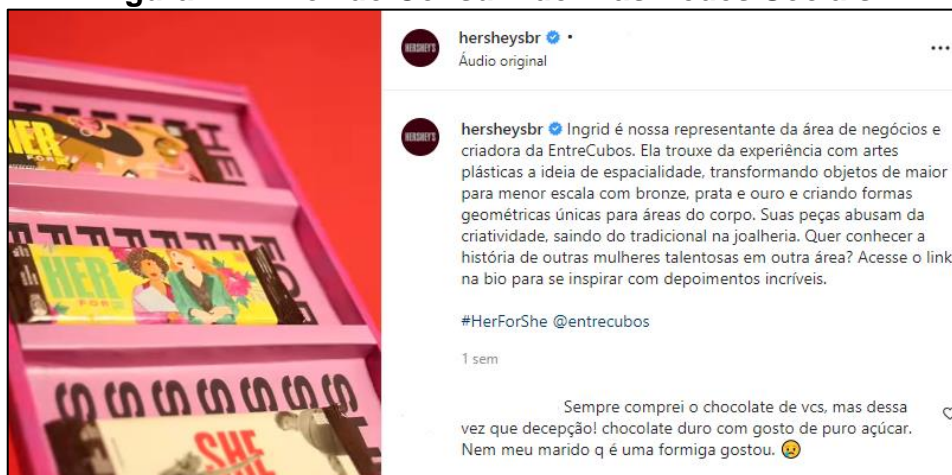 hersheysbr •
Áudio original
HERSHEY'S
hersheysbr Ingrid é nossa representante da área de negócios e
criadora da EntreCubos. Ela trouxe da experiência com artes
plásticas a ideia de espacialidade, transformando objetos de maior
para menor escala com bronze, prata e ouro e criando formas
geométricas únicas para áreas do corpo. Suas peças abusam da
criatividade, saindo do tradicional na joalheria. Quer conhecer a
história de outras mulheres talentosas em outra área? Acesse o link
na bio para se inspirar com depoimentos incríveis.
#HerForShe @entrecubos
1 sem
Sempre comprei o chocolate de vcs, mas dessa
vez que decepção! chocolate duro com gosto de puro açúcar.
Nem meu marido q é uma formiga gostou. 😥
HERSHEY'S
HER
FOR
HER
FOR
SHE